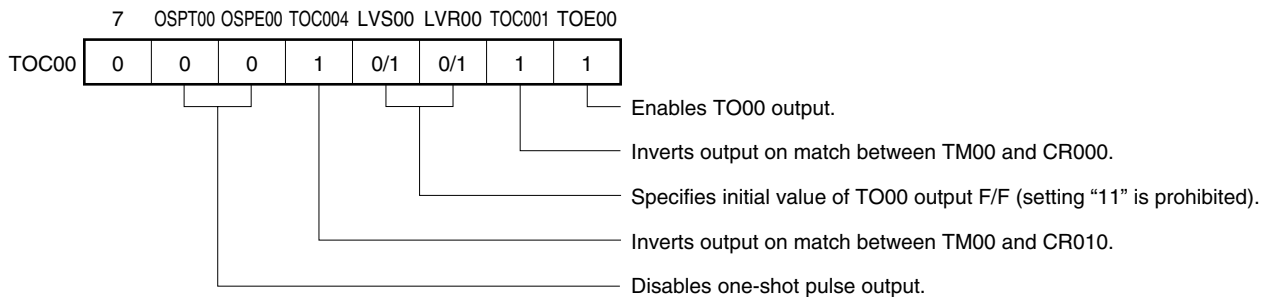 7 OSPT00 OSPE00 TOC004 LVS00 LVR00 TOC001 TOE00
TOC00 0 0 0 1 0/1 0/1 1 1
Enables TO00 output.
Inverts output on match between TM00 and CR000.
Specifies initial value of TO00 output F/F (setting “11” is prohibited).
Inverts output on match between TM00 and CR010.
Disables one-shot pulse output.